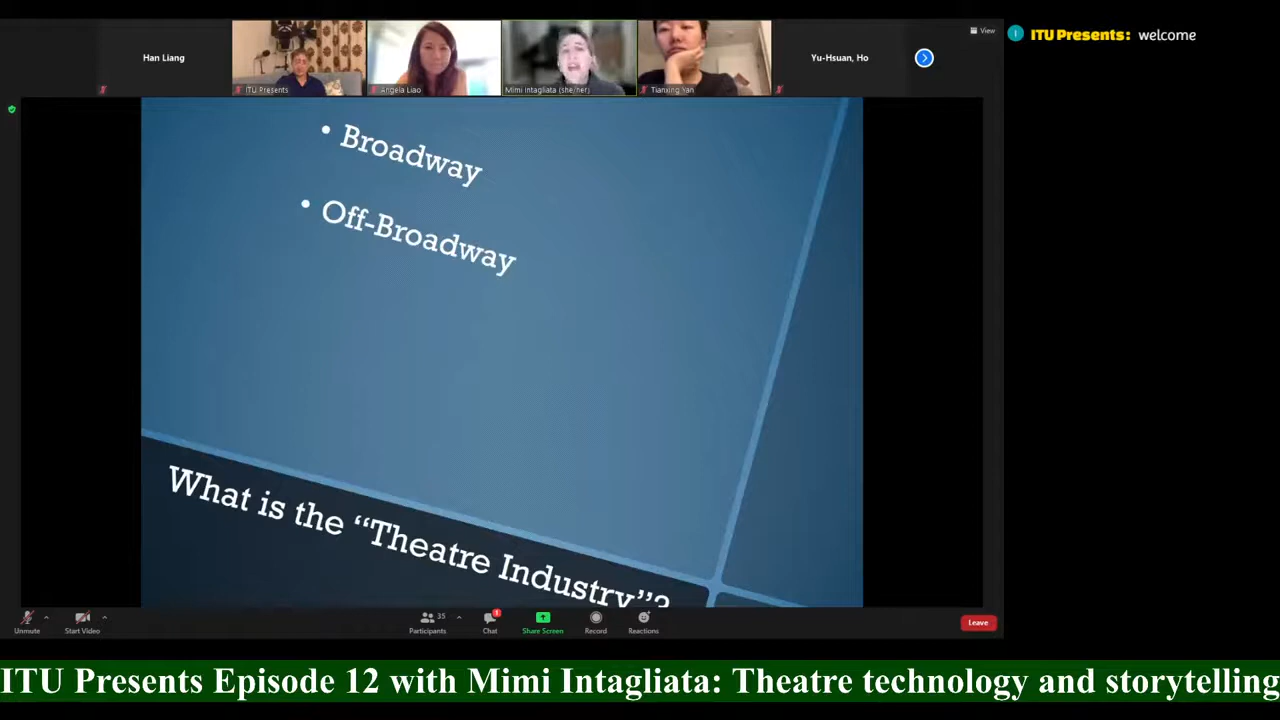 Han Liang
ITU Presents
Angela Liao
Mimi Intagliata (she/her)
Tianxing Yan
Yu-Hsuan, Ho
View
ITU Presents: welcome
• Broadway
• Off-Broadway
What is the “Theatre Industry”?
Unmute
Start Video
35
Participants
1
Chat
Share Screen
Record
Reactions
Leave
ITU Presents Episode 12 with Mimi Intagliata: Theatre technology and storytelling